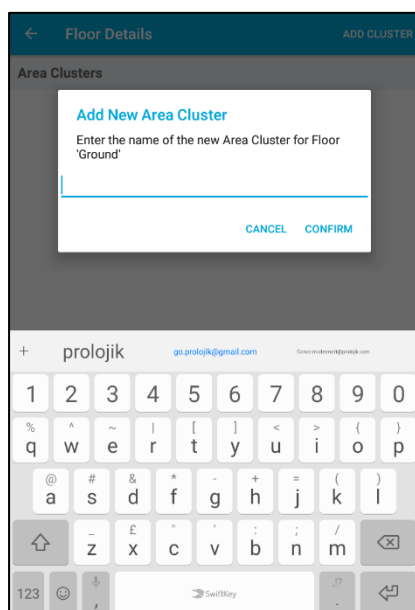 Floor Details ADD CLUSTER
Area Clusters
Add New Area Cluster
Enter the name of the new Area Cluster for Floor
'Ground'
CANCEL CONFIRM
+ prolojik go.prolojik@gmail.com
1 2 3 4 5 6 7 8 9 0
% ^ ~ | [ ] < > { }
q w e r t y u i o p
@ # & * - + = ( )
a s d f g h j k l
_ £ " ' : ; /
z x c v b n m
123 , SwiftKey !? .